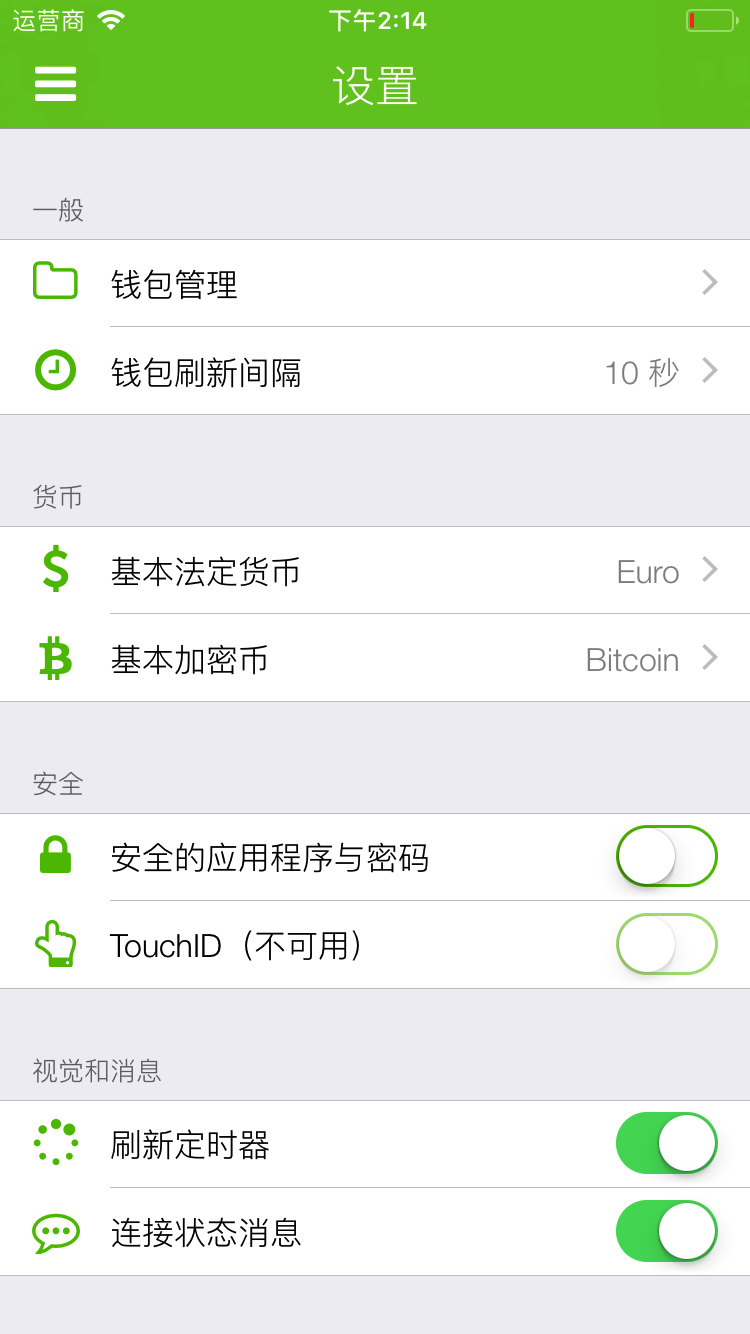 运营商 下午2:14
设置
一般
钱包管理
钱包刷新间隔 10 秒
货币
基本法定货币 Euro
基本加密币 Bitcoin
安全
安全的应用程序与密码
TouchID（不可用）
视觉和消息
刷新定时器
连接状态消息